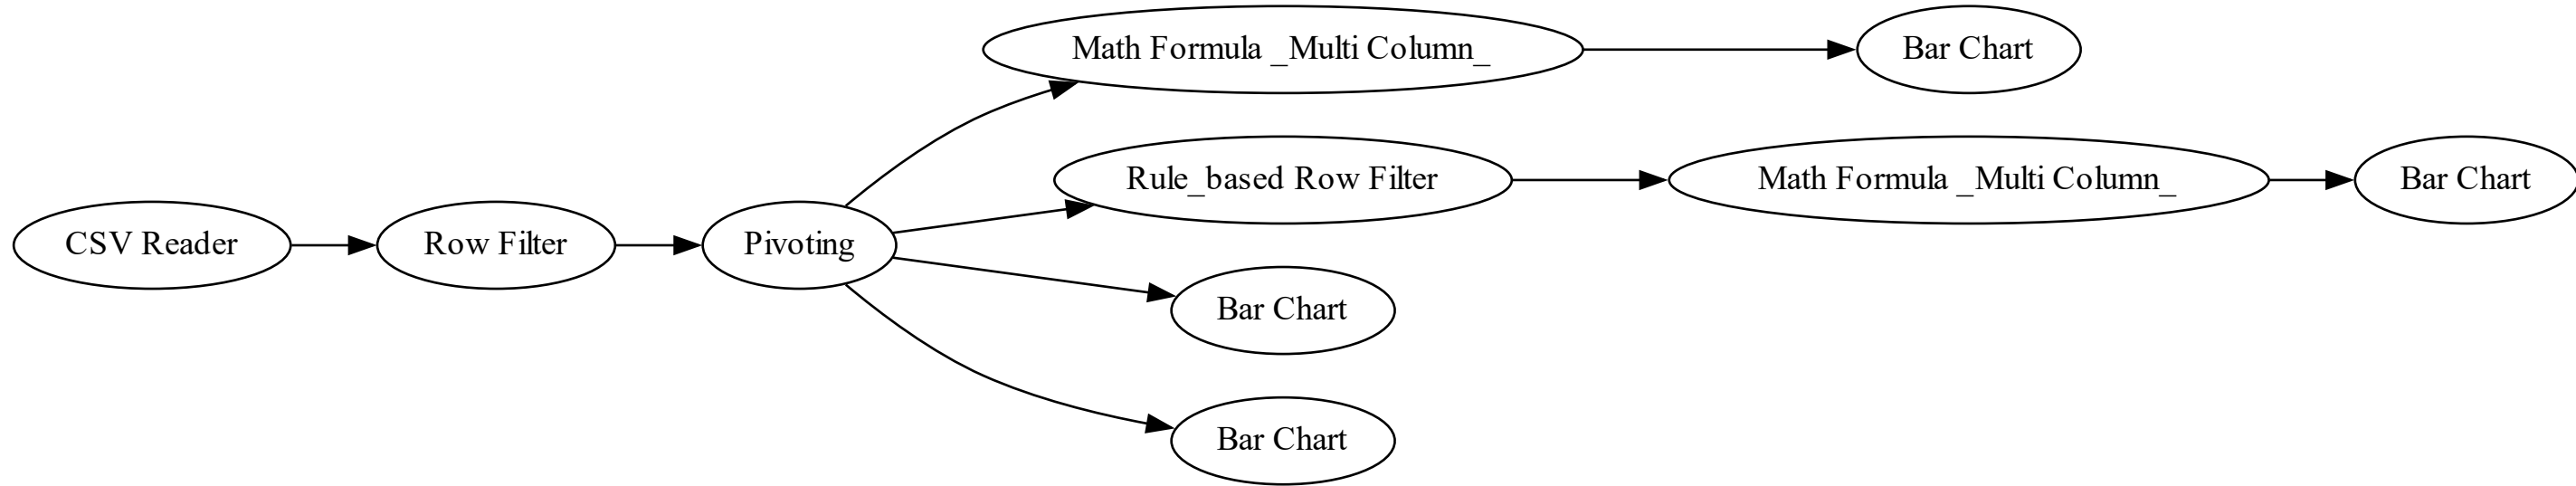 Math Formula _Multi Column_
Bar Chart
Rule_based Row Filter
Math Formula _Multi Column_
Bar Chart
CSV Reader
Row Filter
Pivoting
Bar Chart
Bar Chart